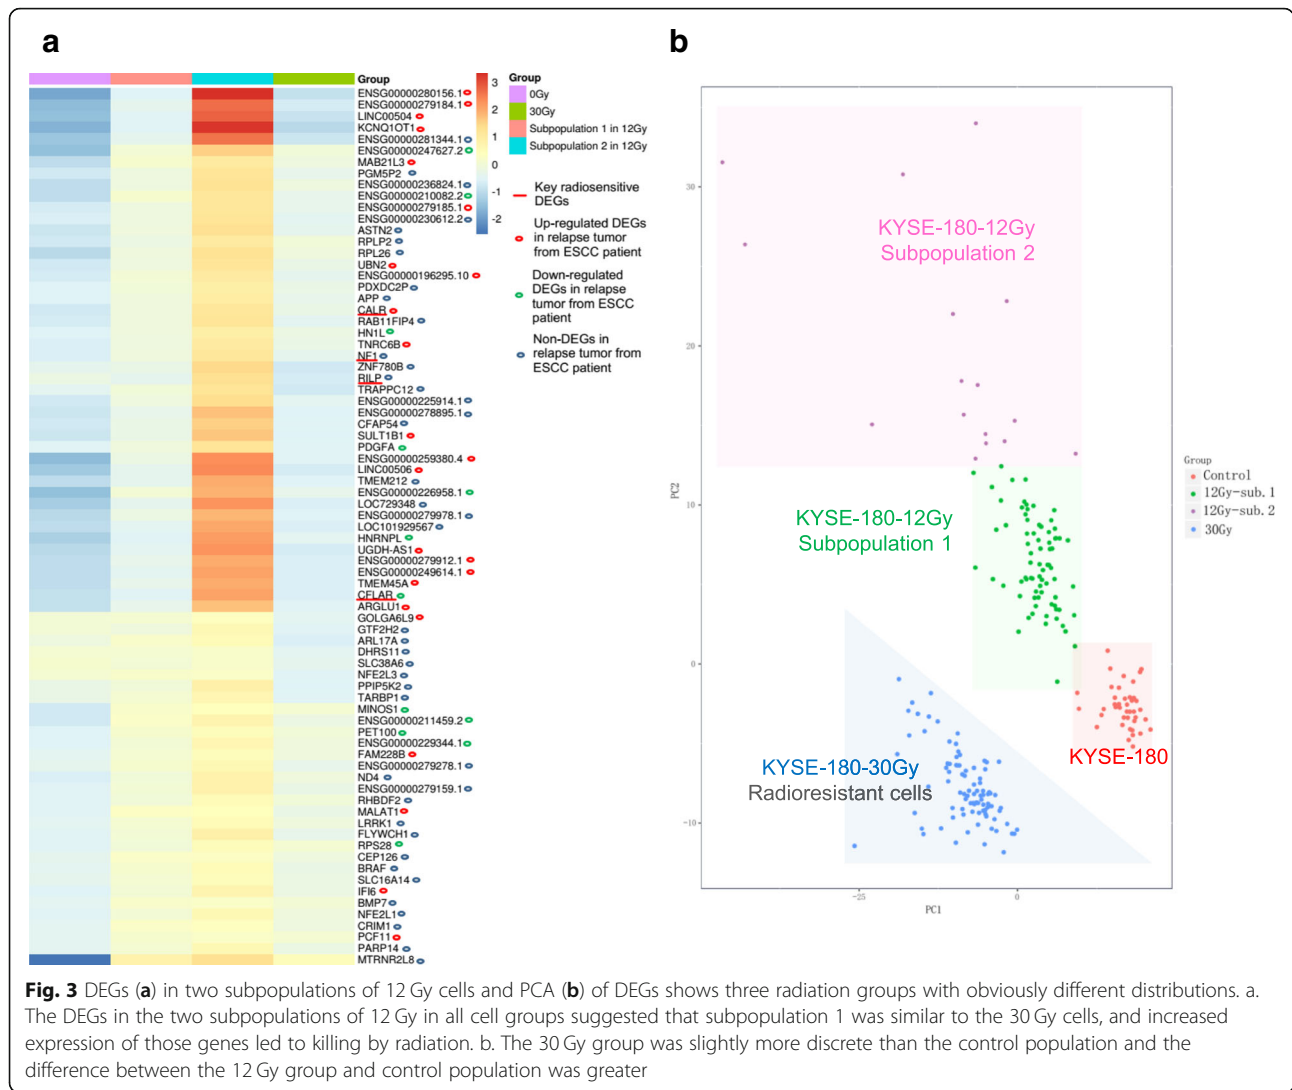 a
b
Group
ENSG00000280156.1
ENSG00000279184.1
LINC00504
KCNQ1OT1
ENSG00000281344.1
ENSG00000247627.2
MAB21L3
PGM5P2
ENSG00000236824.1
ENSG00000210082.2
ENSG00000279185.1
ENSG00000230612.2
ASTN2
RPLP2
RPL26
UBN2
ENSG00000196295.10
PDXDC2P
APP
CALR
RAB11FIP4
HN1L
TNRC6B
NF1
ZNF780B
RILP
TRAPPC12
ENSG00000225914.1
ENSG00000278895.1
CFAP54
SULT1B1
PDGFA
ENSG00000259380.4
LINC00506
TMEM212
ENSG00000226958.1
LOC729348
ENSG00000279978.1
LOC101929567
HNRNPL
UGDH-AS1
ENSG00000279912.1
ENSG00000249614.1
TMEM45A
CFLAR
ARGLU1
GOLGA6L9
GTF2H2
ARL17A
DHRS11
SLC38A6
NFE2L3
PPIP5K2
TARBP1
MINOS1
ENSG00000211459.2
PET100
ENSG00000229344.1
FAM228B
ENSG00000279278.1
ND4
ENSG00000279159.1
RHBDF2
MALAT1
LRRK1
FLYWCH1
RPS28
CEP126
BRAF
SLC16A14
IFI6
BMP7
NFE2L1
CRIM1
PCF11
PARP14
MTRNR2L8
3
2
1
0
-1
-2
Group
0Gy
30Gy
Subpopulation 1 in 12Gy
Subpopulation 2 in 12Gy
Key radiosensitive
DEGs
Up-regulated DEGs
in relapse tumor
from ESCC patient
Down-regulated
DEGs in relapse
tumor from ESCC
patient
Non-DEGs in
relapse tumor from
ESCC patient
30
20
10
0
-10
PC2
-25
0
PC1
KYSE-180-12Gy
Subpopulation 2
KYSE-180-12Gy
Subpopulation 1
KYSE-180-30Gy
Radioresistant cells
KYSE-180
Group
Control
12Gy-sub.1
12Gy-sub.2
30Gy
Fig. 3 DEGs (a) in two subpopulations of 12 Gy cells and PCA (b) of DEGs shows three radiation groups with obviously different distributions. a.
The DEGs in the two subpopulations of 12 Gy in all cell groups suggested that subpopulation 1 was similar to the 30 Gy cells, and increased
expression of those genes led to killing by radiation. b. The 30 Gy group was slightly more discrete than the control population and the
difference between the 12 Gy group and control population was greater